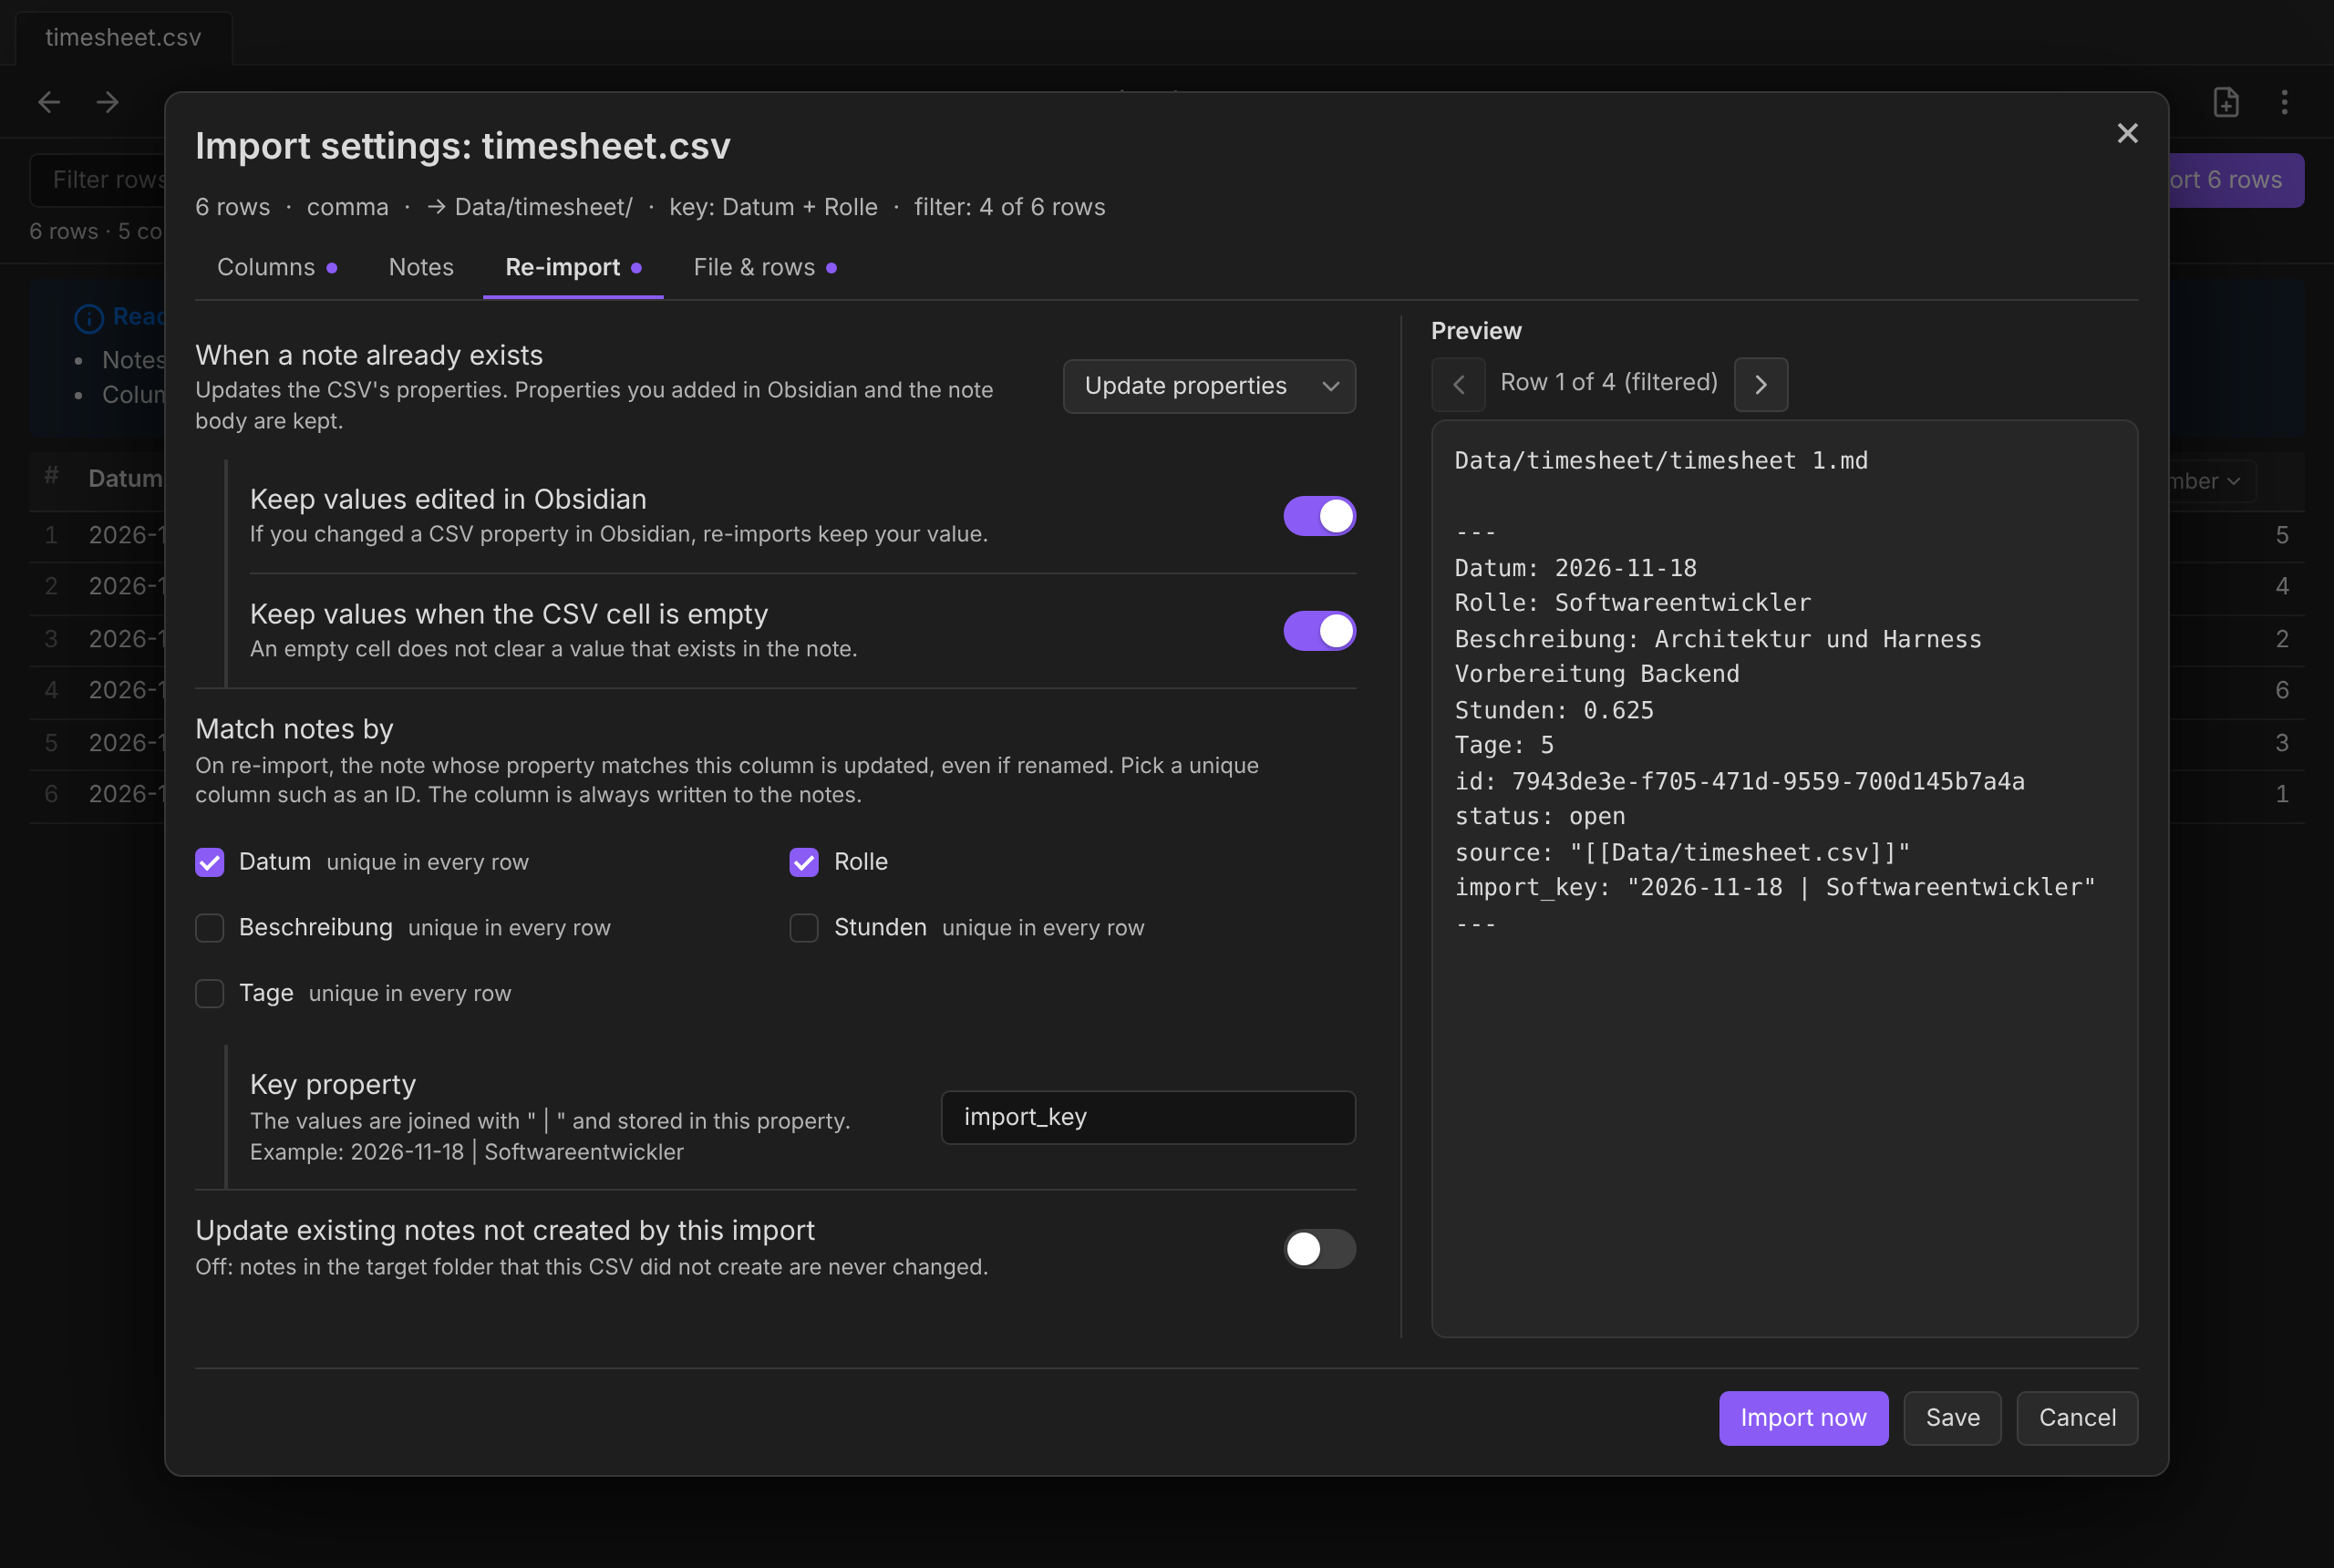 timesheet.csv
Filter rows
ort 6 rows
6 rows · 5 co
Import settings: timesheet.csv
6 rows · comma · → Data/timesheet/ · key: Datum + Rolle · filter: 4 of 6 rows
Columns
Notes
Re-import
File & rows
When a note already exists
Updates the CSV's properties. Properties you added in Obsidian and the note
body are kept.
Update properties
Keep values edited in Obsidian
If you changed a CSV property in Obsidian, re-imports keep your value.
Keep values when the CSV cell is empty
An empty cell does not clear a value that exists in the note.
Match notes by
On re-import, the note whose property matches this column is updated, even if renamed. Pick a unique
column such as an ID. The column is always written to the notes.
Datum unique in every row
Rolle
Beschreibung unique in every row
Stunden unique in every row
Tage unique in every row
Key property
The values are joined with " | " and stored in this property.
Example: 2026-11-18 | Softwareentwickler
import_key
Update existing notes not created by this import
Off: notes in the target folder that this CSV did not create are never changed.
Preview
Row 1 of 4 (filtered)
Data/timesheet/timesheet 1.md
---
Datum: 2026-11-18
Rolle: Softwareentwickler
Beschreibung: Architektur und Harness
Vorbereitung Backend
Stunden: 0.625
Tage: 5
id: 7943de3e-f705-471d-9559-700d145b7a4a
status: open
source: "[[Data/timesheet.csv]]"
import_key: "2026-11-18 | Softwareentwickler"
---
Import now
Save
Cancel
Reac
Notes
Colun
# Datum
mber
1 2026-1
5
2 2026-1
4
3 2026-1
2
4 2026-1
6
5 2026-1
3
6 2026-1
1